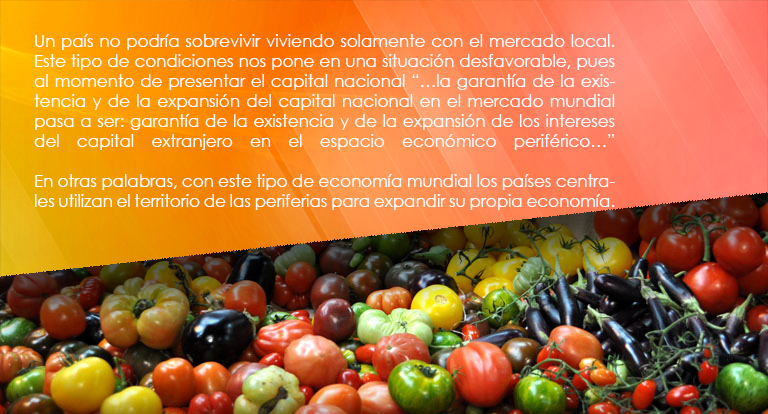 Un país no podría sobrevivir viviendo solamente con el mercado local.
Este tipo de condiciones nos pone en una situación desfavorable, pues
al momento de presentar el capital nacional “...la garantía de la exis-
tencia y de la expansión del capital nacional en el mercado mundial
pasa a ser: garantía de la existencia y de la expansión de los intereses
del capital extranjero en el espacio económico periférico...”

En otras palabras, con este tipo de economía mundial los países centra-
les utilizan el territorio de las periferias para expandir su propia economía.